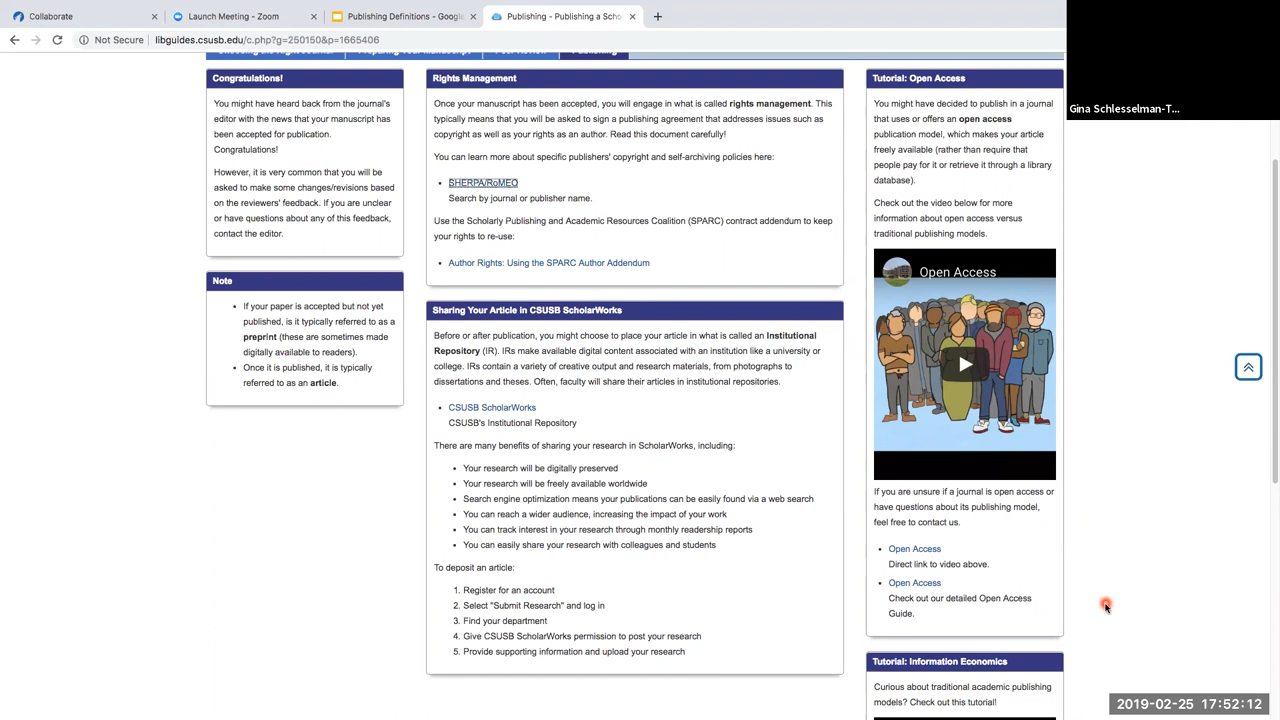 Collaborate
Launch Meeting - Zoom
Publishing Definitions - Google
Publishing - Publishing a Scho
Not Secure
libguides.csusb.edu/c.php?g=250150&p=1665406
Gina Schlesselman-T...
Congratulations!
You might have heard back from the journal's
editor with the news that your manuscript has
been accepted for publication.
Congratulations!
However, it is very common that you will be
asked to make some changes/revisions based
on the reviewers' feedback. If you are unclear
or have questions about any of this feedback,
contact the editor.
Note
If your paper is accepted but not yet
published, is it typically referred to as a
preprint (these are sometimes made
digitally available to readers).
Once it is published, it is typically
referred to as an article.
Rights Management
Once your manuscript has been accepted, you will engage in what is called rights management. This
typically means that you will be asked to sign a publishing agreement that addresses issues such as
copyright as well as your rights as an author. Read this document carefully!
You can learn more about specific publishers' copyright and self-archiving policies here:
SHERPA/RoMEO
Search by journal or publisher name.
Use the Scholarly Publishing and Academic Resources Coalition (SPARC) contract addendum to keep
your rights to re-use:
Author Rights: Using the SPARC Author Addendum
Sharing Your Article in CSUSB ScholarWorks
Before or after publication, you might choose to place your article in what is called an Institutional
Repository (IR). IRs make available digital content associated with an institution like a university or
college. IRs contain a variety of creative output and research materials, from photographs to
dissertations and theses. Often, faculty will share their articles in institutional repositories.
CSUSB ScholarWorks
CSUSB's Institutional Repository
There are many benefits of sharing your research in ScholarWorks, including:
Your research will be digitally preserved
Your research will be freely available worldwide
Search engine optimization means your publications can be easily found via a web search
You can reach a wider audience, increasing the impact of your work
You can track interest in your research through monthly readership reports
You can easily share your research with colleagues and students
To deposit an article:
1. Register for an account
2. Select "Submit Research" and log in
3. Find your department
4. Give CSUSB ScholarWorks permission to post your research
5. Provide supporting information and upload your research
Tutorial: Open Access
You might have decided to publish in a journal
that uses or offers an open access
publication model, which makes your article
freely available (rather than require that
people pay for it or retrieve it through a library
database).
Check out the video below for more
information about open access versus
traditional publishing models.
Open Access
If you are unsure if a journal is open access or
have questions about its publishing model,
feel free to contact us.
Open Access
Direct link to video above.
Open Access
Check out our detailed Open Access
Guide.
Tutorial: Information Economics
Curious about traditional academic publishing
models? Check out this tutorial!
2019-02-25 17:52:12